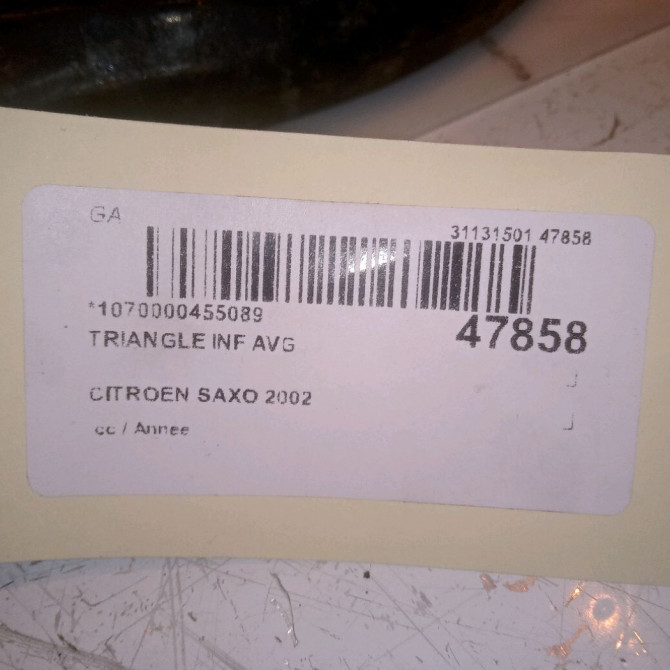 GA
31131501 47858
*1070000455089
47858
TRIANGLE INF AVG
CITROEN SAXO 2002
cc / Annee